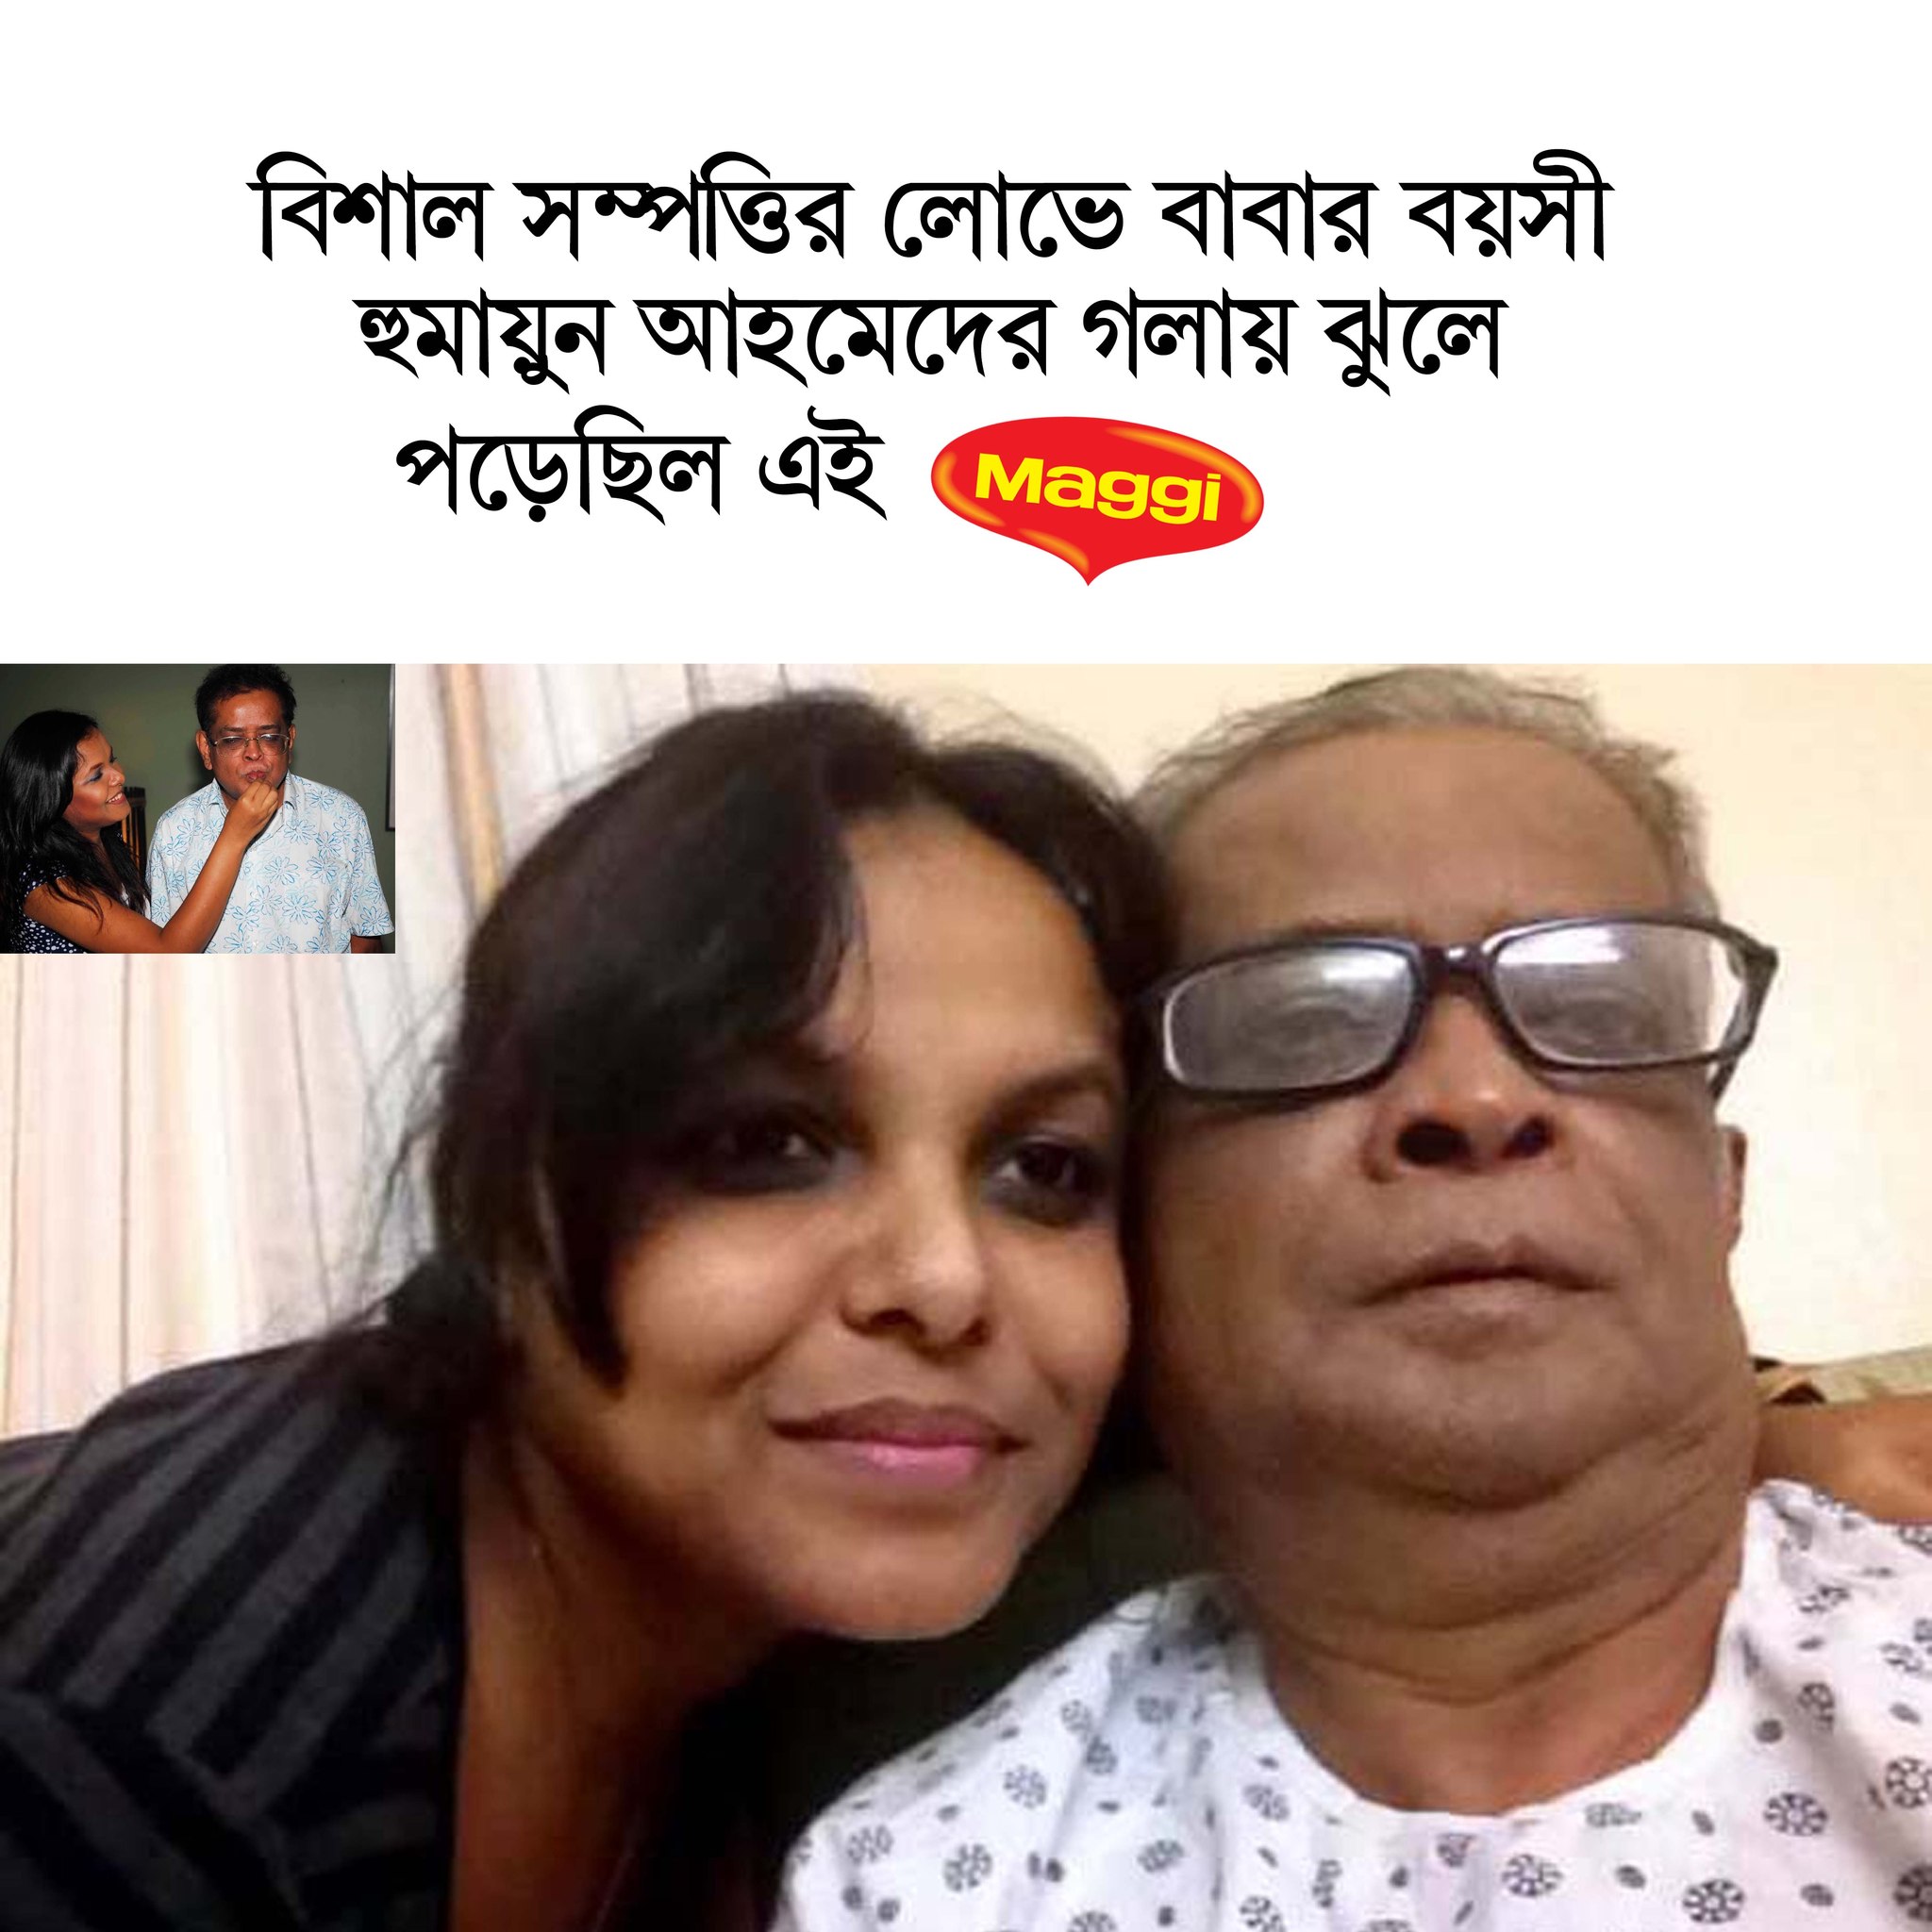 বিশাল সম্পত্তির লোভে বাবার বয়সী
হুমায়ুন আহমেদের গলায় ঝুলে
পড়েছিল এই Maggi